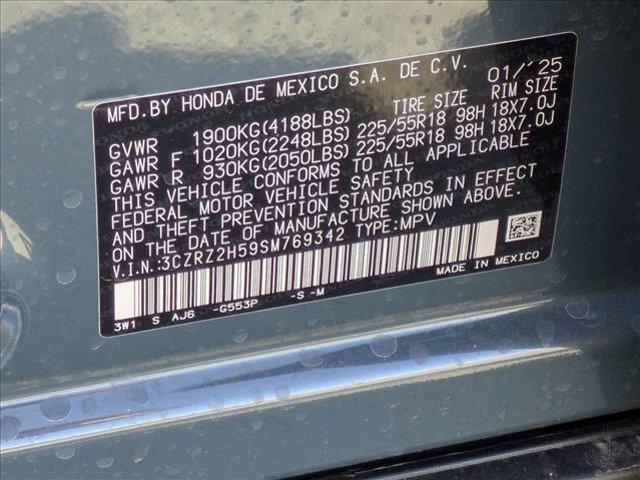 MFD.BY HONDA DE MEXICO S.A. DE C.V. 01/'25
TIRE SIZE RIM SIZE
GVWR 1900KG(4188LBS)
GAWR F 1020KG(2248LBS) 225/55R18 98H 18X7.0J
GAWR R 930KG(2050LBS) 225/55R18 98H 18X7.0J
THIS VEHICLE CONFORMS TO ALL APPLICABLE
FEDERAL MOTOR VEHICLE SAFETY
AND THEFT PREVENTION STANDARDS IN EFFECT
ON THE DATE OF MANUFACTURE SHOWN ABOVE.
V.I.N.:3CZRZ2H59SM769342 TYPE:MPV
MADE IN MEXICO
3W1 S AJ6 -G553P -S -M